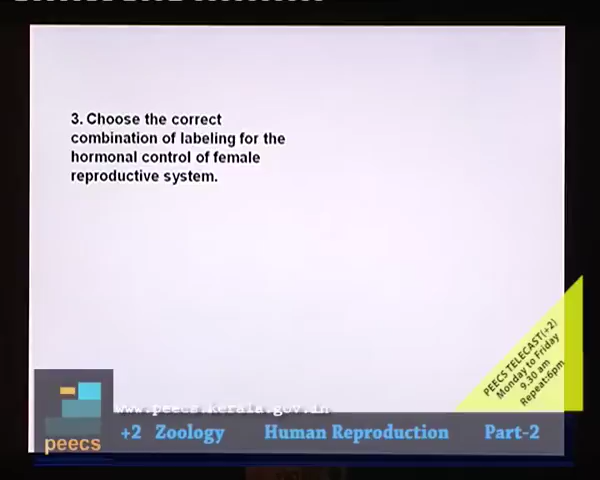 3. Choose the correct
combination of labeling for the
hormonal control of female
reproductive system.
PEECS TELECAST(+2)
Monday to Friday
9.30 am
Repeat:6pm
www.peecs.kerala.gov.in
peecs
+2 Zoology Human Reproduction Part-2